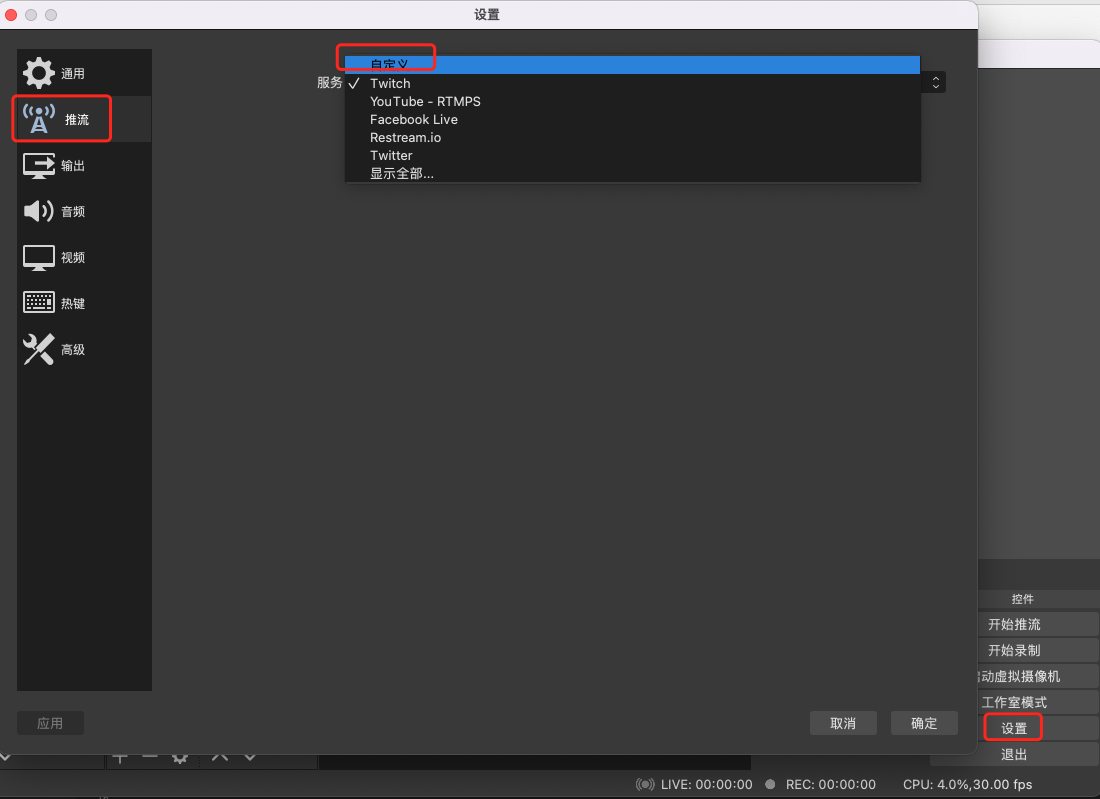 设置
通用
推流
输出
音频
视频
热键
高级
服务
自定义
Twitch
YouTube - RTMPS
Facebook Live
Restream.io
Twitter
显示全部...
应用
取消
确定
控件
开始推流
开始录制
动虚拟摄像机
工作室模式
设置
退出
LIVE: 00:00:00
REC: 00:00:00
CPU: 4.0%,30.00 fps